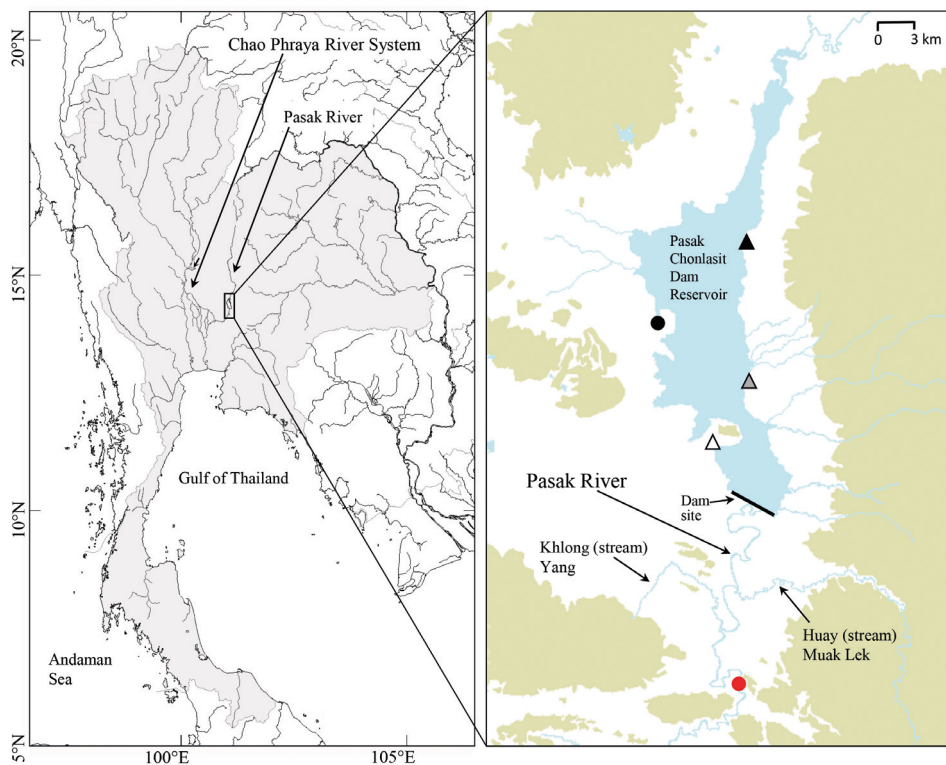 20°N
15°N
10°N
5°N
100°E
105°E
Chao Phraya River System
Pasak River
Gulf of Thailand
Andaman
Sea
0 3 km
Pasak
Chonlasit
Dam
Reservoir
Pasak River
Dam
site
Khlong (stream)
Yang
Huay (stream)
Muak Lek